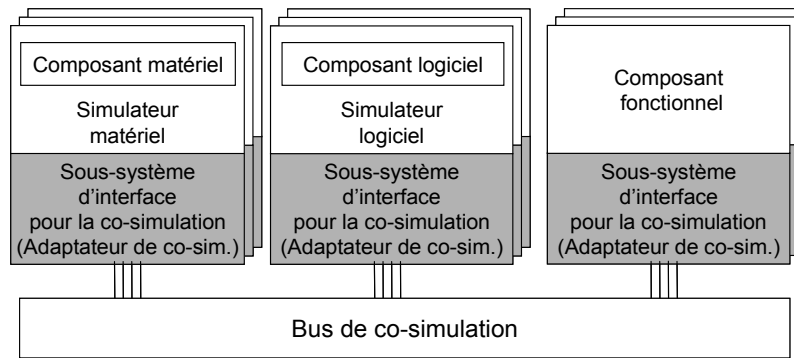 Composant matériel
Simulateur
matériel
Sous-système
d'interface
pour la co-simulation
(Adaptateur de co-sim.)
Composant logiciel
Simulateur
logiciel
Sous-système
d'interface
pour la co-simulation
(Adaptateur de co-sim.)
Composant
fonctionnel
Sous-système
d'interface
pour la co-simulation
(Adaptateur de co-sim.)
Bus de co-simulation